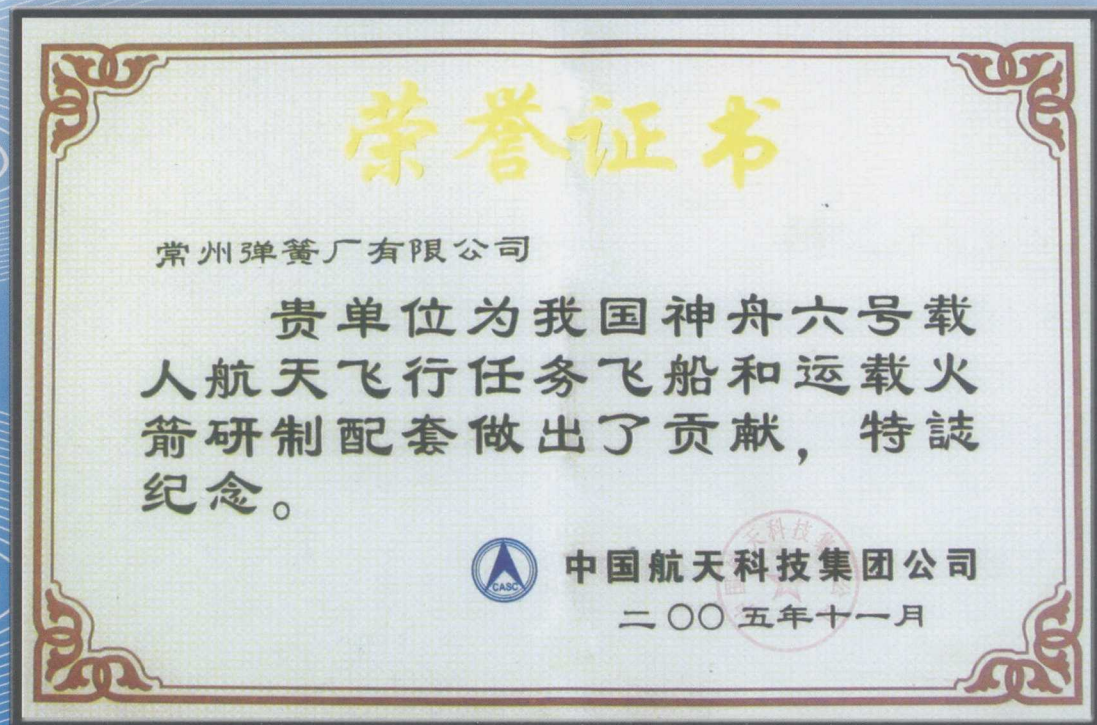 荣誉证书
常州弹簧厂有限公司
贵单位为我国神舟六号载
人航天飞行任务飞船和运载火
箭研制配套做出了贡献，特誌
纪念。
CASC
中国航天科技集团公司
二〇〇五年十一月